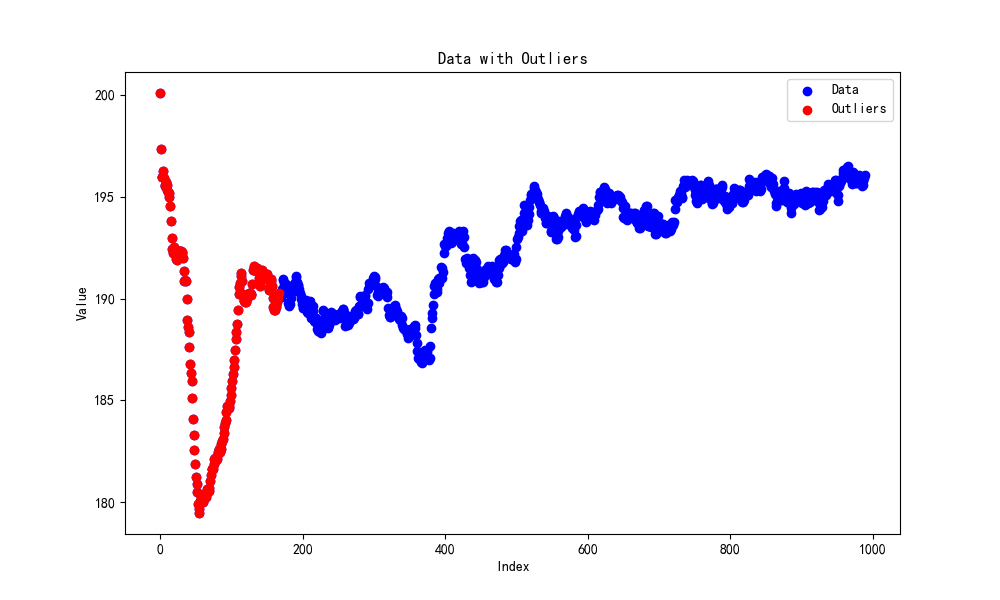 Data with Outliers
Data
Outliers
200
195
190
185
180
Value
0 200 400 600 800 1000
Index